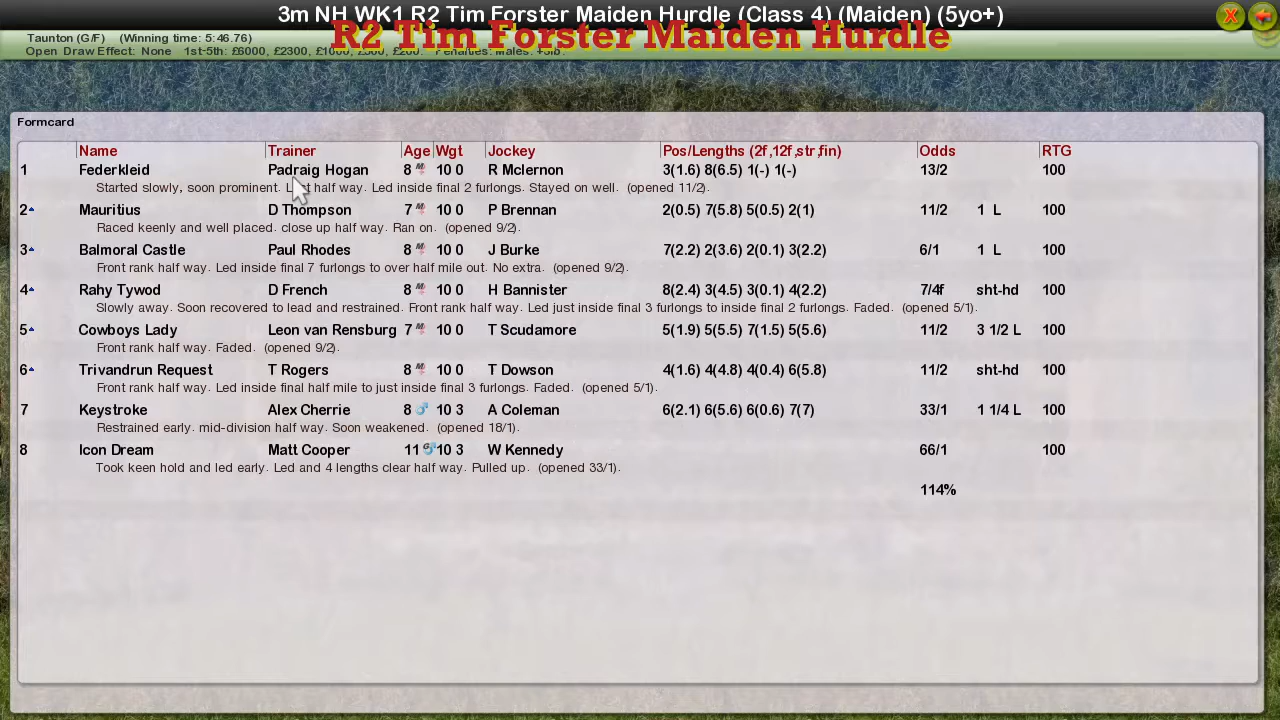 3m NH WK1 R2 Tim Forster Maiden Hurdle (Class 4) (Maiden) (5yo+)
R2 Tim Forster Maiden Hurdle
Taunton (G/F) (Winning time: 5:46.76)
Open Draw Effect: None 1st-5th: £6000, £2300, £1000, £500, £200. Penalties: Males: +3lb.
Formcard
Name Trainer Age Wgt Jockey Pos/Lengths (2f,12f,str,fin) Odds RTG
1 Federkleid Padraig Hogan 8 10 0 R Mclernon 3(1.6) 8(6.5) 1(-) 1(-) 13/2 100
Started slowly, soon prominent. Last half way. Led inside final 2 furlongs. Stayed on well. (opened 11/2).
2 Mauritius D Thompson 7 10 0 P Brennan 2(0.5) 7(5.8) 5(0.5) 2(1) 11/2 1 L 100
Raced keenly and well placed. close up half way. Ran on. (opened 9/2).
3 Balmoral Castle Paul Rhodes 8 10 0 J Burke 7(2.2) 2(3.6) 2(0.1) 3(2.2) 6/1 1 L 100
Front rank half way. Led inside final 7 furlongs to over half mile out. No extra. (opened 9/2).
4 Rahy Tywod D French 8 10 0 H Bannister 8(2.4) 3(4.5) 3(0.1) 4(2.2) 7/4f sht-hd 100
Slowly away. Soon recovered to lead and restrained. Front rank half way. Led just inside final 3 furlongs to inside final 2 furlongs. Faded. (opened 5/1).
5 Cowboys Lady Leon van Rensburg 7 10 0 T Scudamore 5(1.9) 5(5.5) 7(1.5) 5(5.6) 11/2 3 1/2 L 100
Front rank half way. Faded. (opened 9/2).
6 Trivandrun Request T Rogers 8 10 0 T Dowson 4(1.6) 4(4.8) 4(0.4) 6(5.8) 11/2 sht-hd 100
Front rank half way. Led inside final half mile to just inside final 3 furlongs. Faded. (opened 5/1).
7 Keystroke Alex Cherrie 8 10 3 A Coleman 6(2.1) 6(5.6) 6(0.6) 7(7) 33/1 1 1/4 L 100
Restrained early. mid-division half way. Soon weakened. (opened 18/1).
8 Icon Dream Matt Cooper 11 10 3 W Kennedy 66/1 100
Took keen hold and led early. Led and 4 lengths clear half way. Pulled up. (opened 33/1).
114%